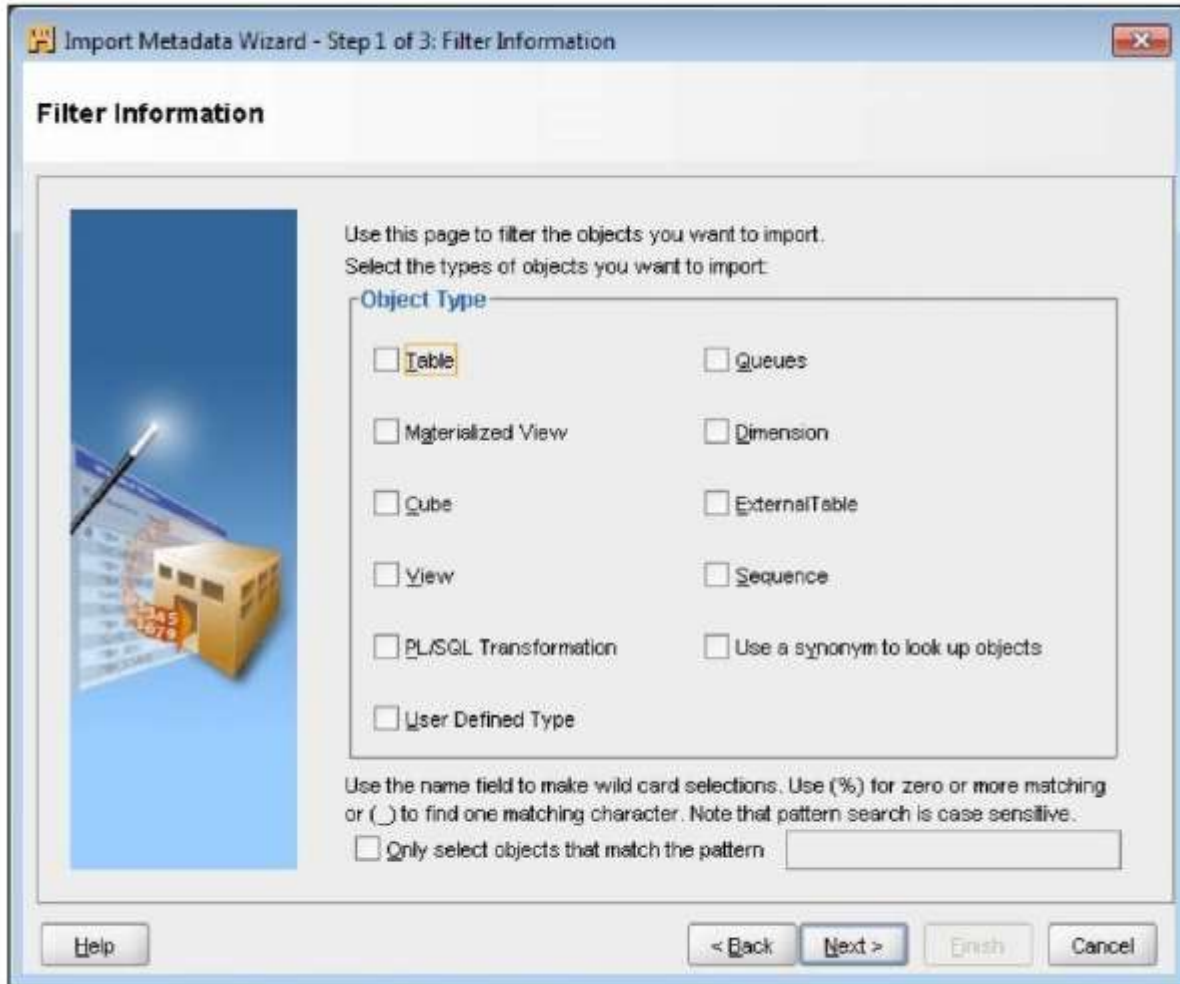 Import Metadata Wizard - Step 1 of 3: Filter Information
Filter Information
Use this page to filter the objects you want to import.
Select the types of objects you want to import:
Object Type
Table
Queues
Materialized View
Dimension
Cube
ExternalTable
View
Sequence
PL/SQL Transformation
Use a synonym to look up objects
User Defined Type
Use the name field to make wild card selections. Use (%) for zero or more matching
or (_) to find one matching character. Note that pattern search is case sensitive.
Only select objects that match the pattern
Help
< Back
Next >
Finish
Cancel